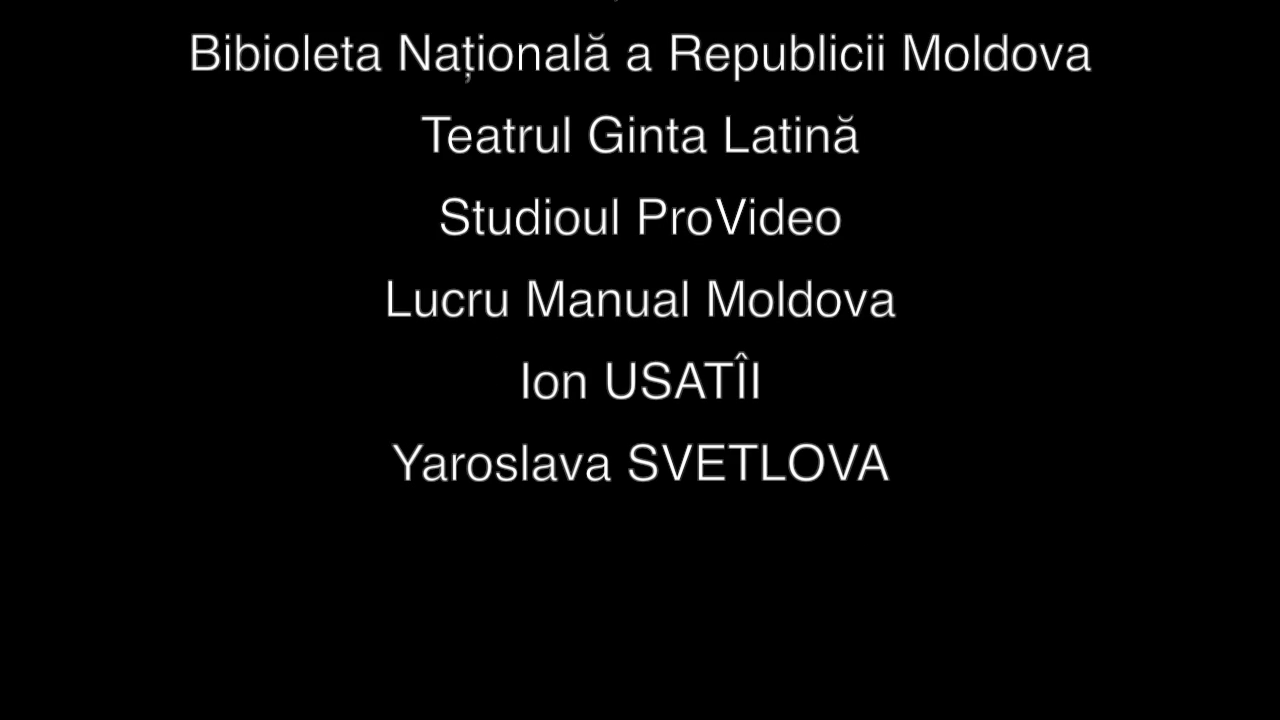 Bibioleta Națională a Republicii Moldova
Teatrul Ginta Latină
Studioul ProVideo
Lucru Manual Moldova
Ion USATÎI
Yaroslava SVETLOVA